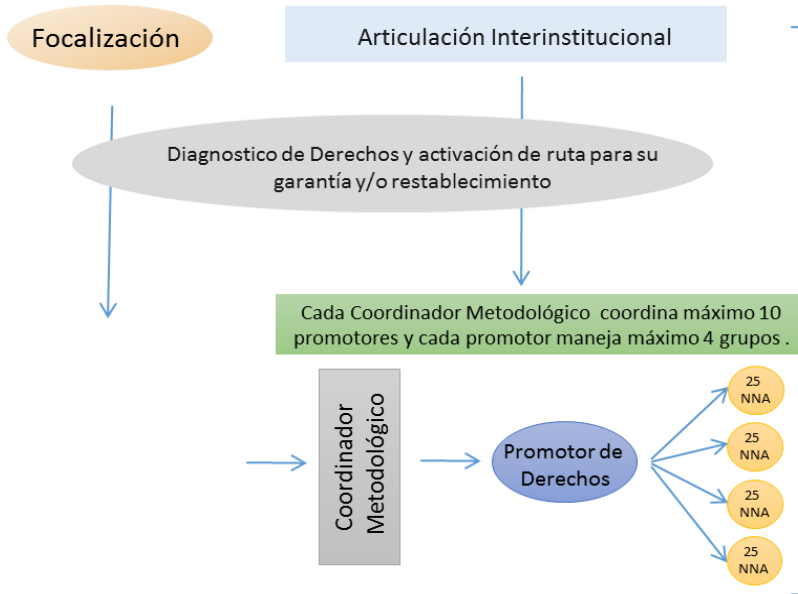 Focalización
Articulación Interinstitucional
Diagnostico de Derechos y activación de ruta para su
garantía y/o restablecimiento
Cada Coordinador Metodológico coordina máximo 10
promotores y cada promotor maneja máximo 4 grupos .
Coordinador
Metodológico
Promotor de
Derechos
25
NNA
25
NNA
25
NNA
25
NNA